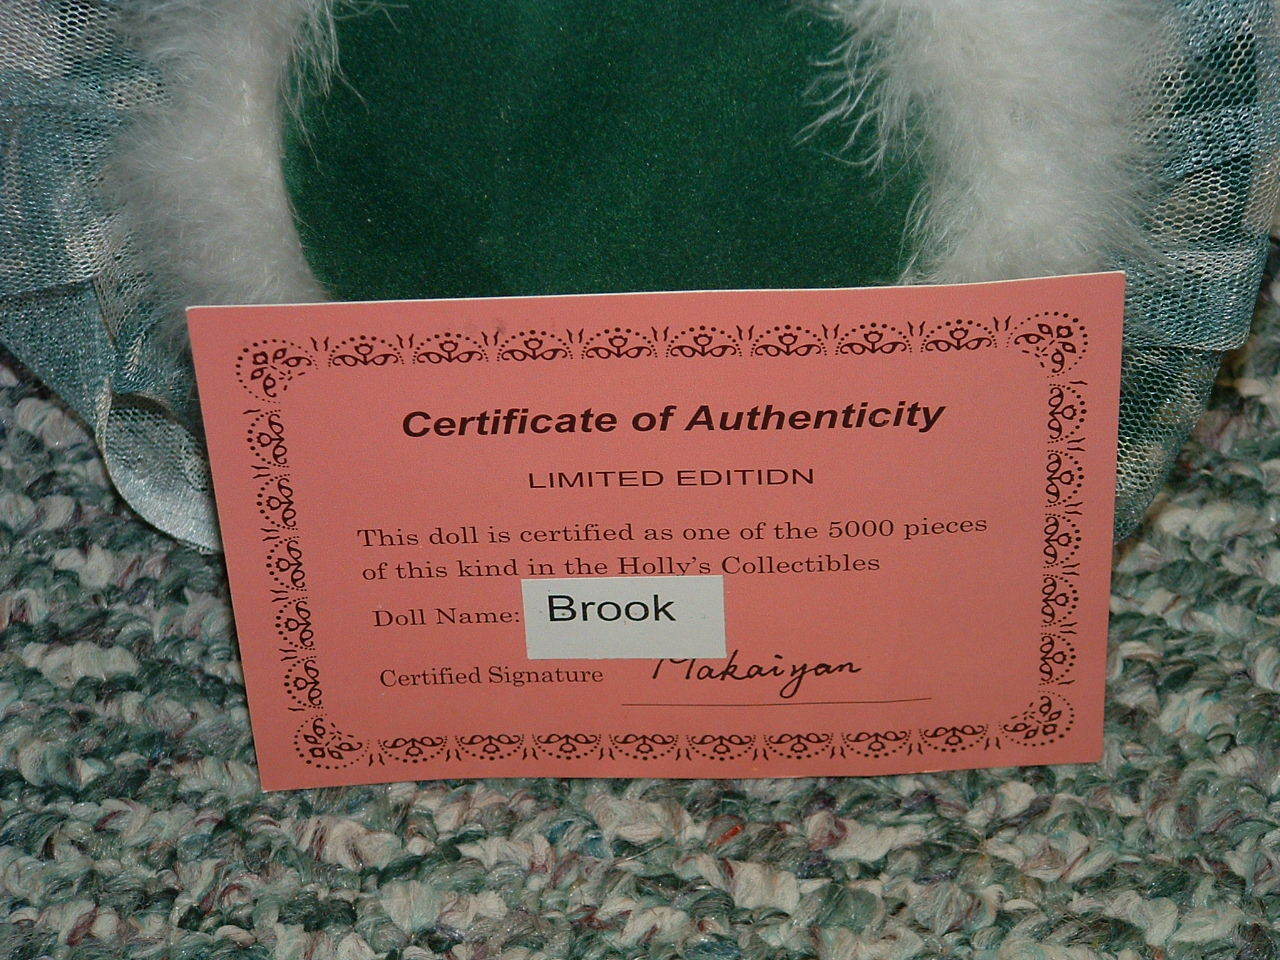 Certificate of Authenticity
LIMITED EDITIDN
This doll is certified as one of the 5000 pieces
of this kind in the Holly's Collectibles
Doll Name: Brook
Certified Signature Makaiyan